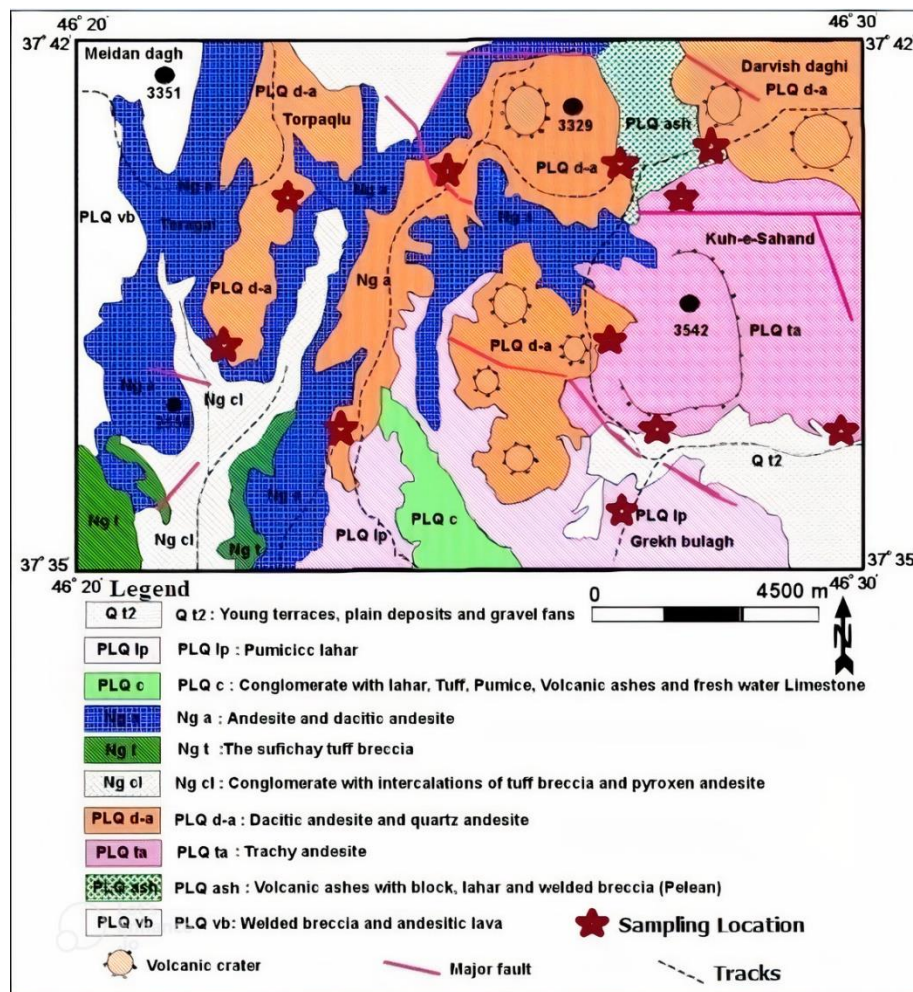 46° 20'
46° 30'
37° 42'
37° 42'
Meidan dagh
3351
PLQ d-a
Torpaqlu
3329
PLQ d-a
PLQ ash
Darvish daghi
PLQ d-a
Ng a
Ng a
Ng a
PLQ vb
Kuh-e-Sahand
PLQ d-a
Ng a
3542
PLQ ta
PLQ d-a
Ng a
Ng cl
Q t2
Ng a
Ng t
PLQ lp
Ng cl
Ng t
PLQ lp
PLQ c
Grekh bulagh
37° 35'
37° 35'
46° 20'
46° 30'
Legend
0 4500 m
N
Q t2 Q t2 : Young terraces, plain deposits and gravel fans
PLQ lp PLQ lp : Pumicicc lahar
PLQ c PLQ c : Conglomerate with lahar, Tuff, Pumice, Volcanic ashes and fresh water Limestone
Ng a Ng a : Andesite and dacitic andesite
Ng t Ng t :The sufichay tuff breccia
Ng cl Ng cl : Conglomerate with intercalations of tuff breccia and pyroxen andesite
PLQ d-a PLQ d-a : Dacitic andesite and quartz andesite
PLQ ta PLQ ta : Trachy andesite
PLQ ash PLQ ash : Volcanic ashes with block, lahar and welded breccia (Pelean)
PLQ vb PLQ vb: Welded breccia and andesitic lava
Sampling Location
Volcanic crater
Major fault
Tracks